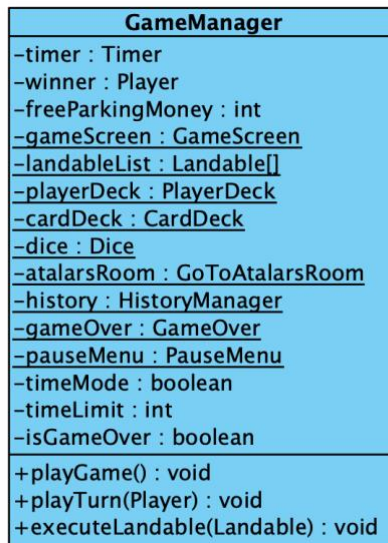 GameManager
-timer : Timer
-winner : Player
-freeParkingMoney : int
-gameScreen : GameScreen
-landableList : Landable[]
-playerDeck : PlayerDeck
-cardDeck : CardDeck
-dice : Dice
-atalarsRoom : GoToAtalarsRoom
-history : HistoryManager
-gameOver : GameOver
-pauseMenu : PauseMenu
-timeMode : boolean
-timeLimit : int
-isGameOver : boolean
+playGame() : void
+playTurn(Player) : void
+executeLandable(Landable) : void